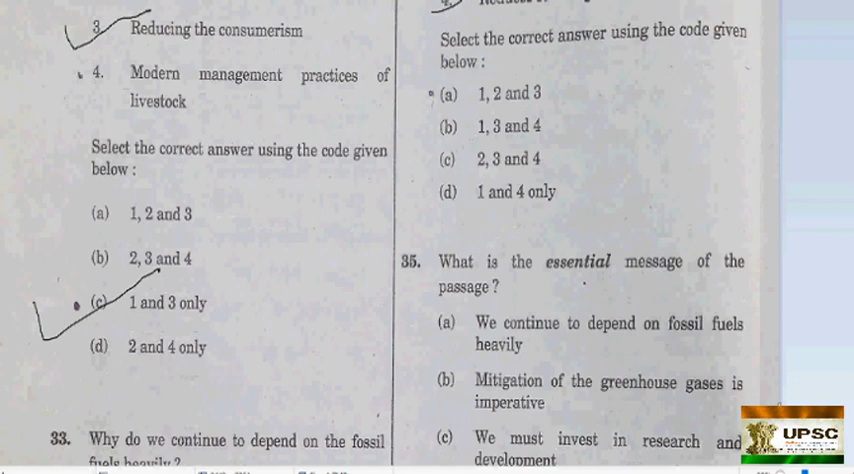 3. Reducing the consumerism
4. Modern management practices of
livestock
Select the correct answer using the code given
below :
(a) 1, 2 and 3
(b) 2, 3 and 4
(c) 1 and 3 only
(d) 2 and 4 only
33. Why do we continue to depend on the fossil
fuels heavily ?
Select the correct answer using the code given
below :
(a) 1, 2 and 3
(b) 1, 3 and 4
(c) 2, 3 and 4
(d) 1 and 4 only
35. What is the essential message of the
passage ?
(a) We continue to depend on fossil fuels
heavily
(b) Mitigation of the greenhouse gases is
imperative
(c) We must invest in research and
development
UPSC